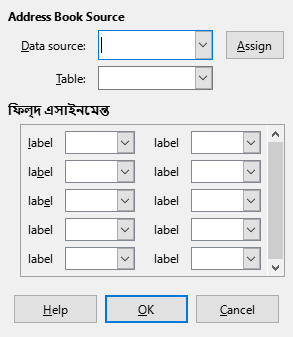 Address Book Source
Data source: Assign
Table:
ফিল্ড এসাইনমেন্ট
label label
label label
label label
label label
label label
Help OK Cancel